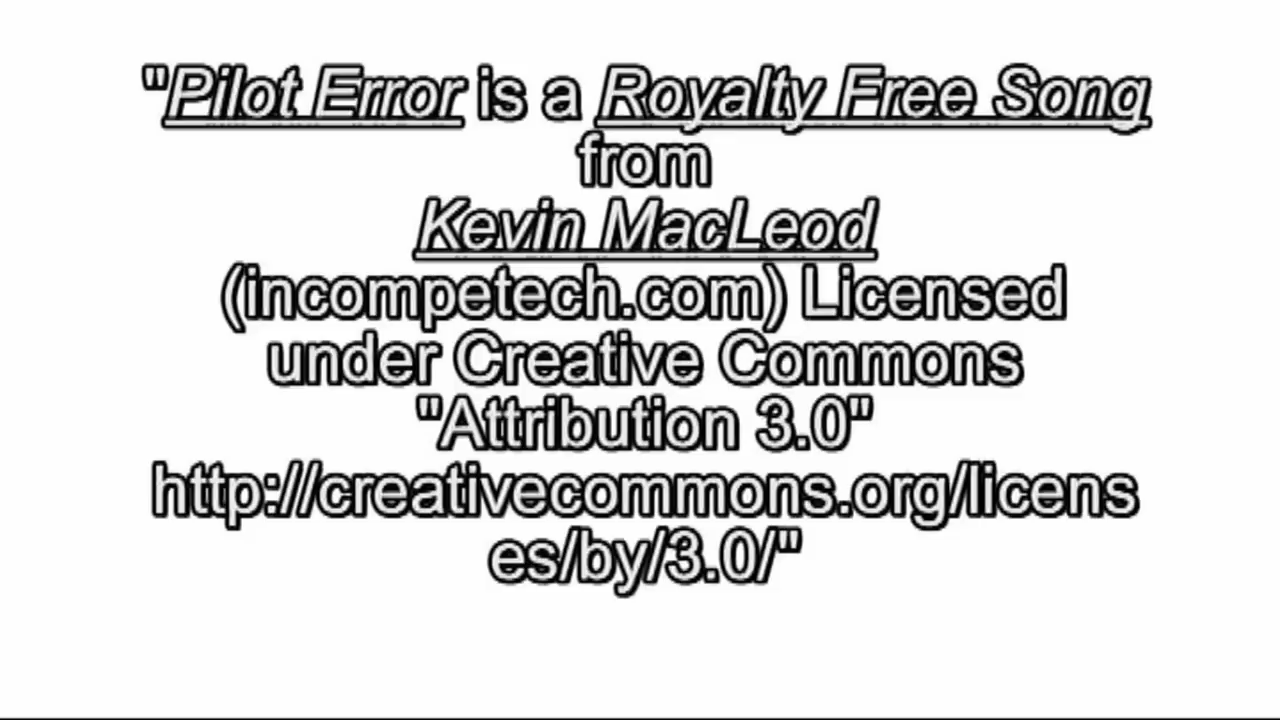 "Pilot Error is a Royalty Free Song
from
Kevin MacLeod
(incompetech.com) Licensed
under Creative Commons
"Attribution 3.0"
http://creativecommons.org/licens
es/by/3.0/"